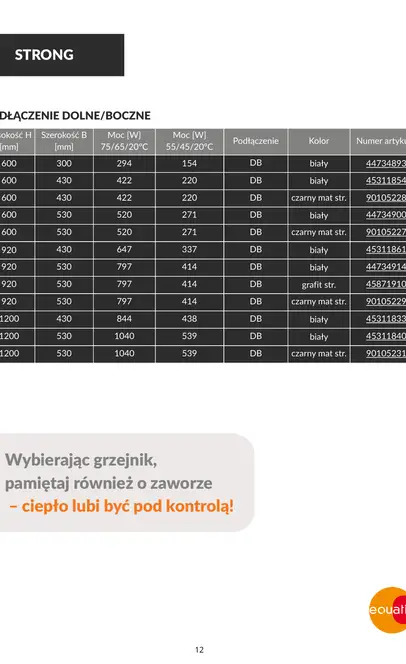 STRONG
DŁĄCZENIE DOLNE/BOCZNE
sokość H [mm] Szerokość B [mm] Moc [W] 75/65/20°C Moc [W] 55/45/20°C Podłączenie Kolor Numer artyku
600 300 294 154 DB biały 44734893
600 430 422 220 DB biały 45311854
600 430 422 220 DB czarny mat str. 90105228
600 530 520 271 DB biały 44734900
600 530 520 271 DB czarny mat str. 90105227
920 430 647 337 DB biały 45311861
920 530 797 414 DB biały 44734914
920 530 797 414 DB grafit str. 45871910
920 530 797 414 DB czarny mat str. 90105229
1200 430 844 438 DB biały 45311833
1200 530 1040 539 DB biały 45311840
1200 530 1040 539 DB czarny mat str. 90105231
Wybierając grzejnik,
pamiętaj również o zaworze
– ciepło lubi być pod kontrolą!
equati
12